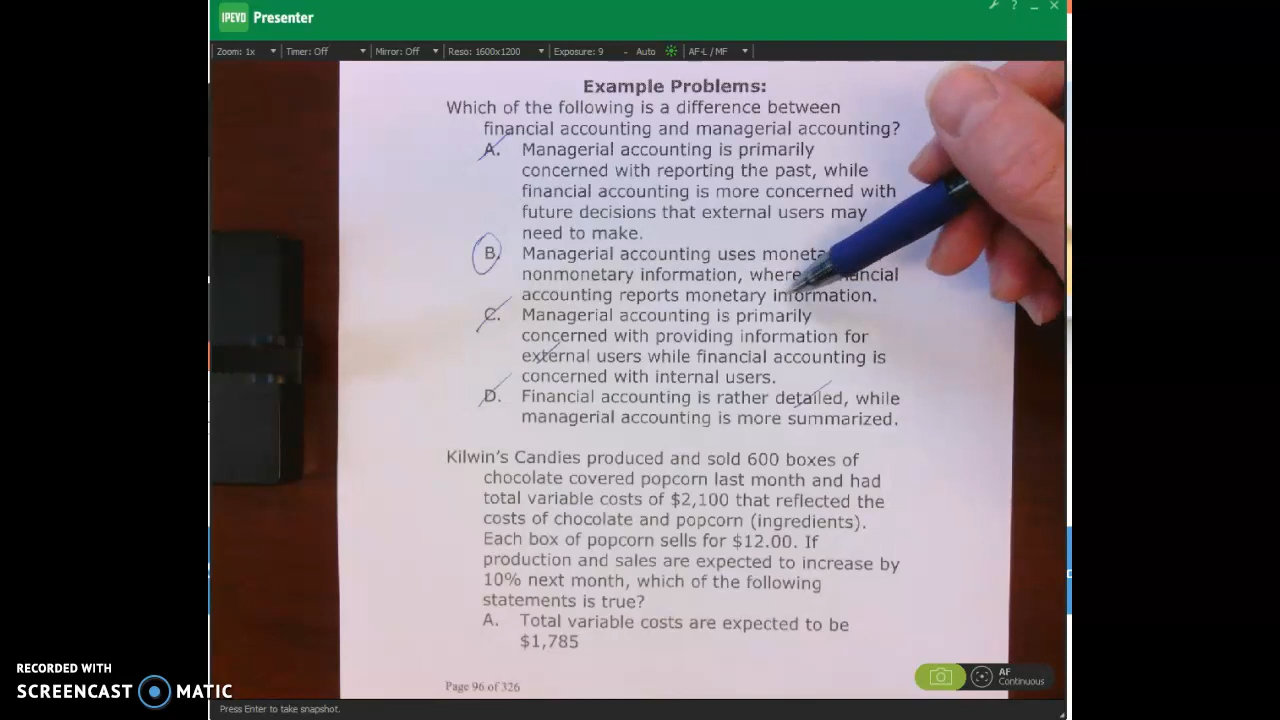 IPEVO Presenter
Zoom: 1x Timer: Off Mirror: Off Reso: 1600x1200 Exposure: 9 - Auto AF-L / MF
Example Problems:
Which of the following is a difference between
financial accounting and managerial accounting?
A. Managerial accounting is primarily
concerned with reporting the past, while
financial accounting is more concerned with
future decisions that external users may
need to make.
B. Managerial accounting uses
nonmonetary information,
accounting reports monetary information.
C. Managerial accounting is primarily
concerned with providing information for
external users while financial accounting is
concerned with internal users.
D. Financial accounting is rather detailed, while
managerial accounting is more summarized.
Kilwin's Candies produced and sold 600 boxes of
chocolate covered popcorn last month and had
total variable costs of $2,100 that reflected the
costs of chocolate and popcorn (ingredients).
Each box of popcorn sells for $12.00. If
production and sales are expected to increase by
10% next month, which of the following
statements is true?
A. Total variable costs are expected to be
$1,785
Page 96 of 326
AF
Continuous
RECORDED WITH
SCREENCAST MATIC
Press Enter to take snapshot.